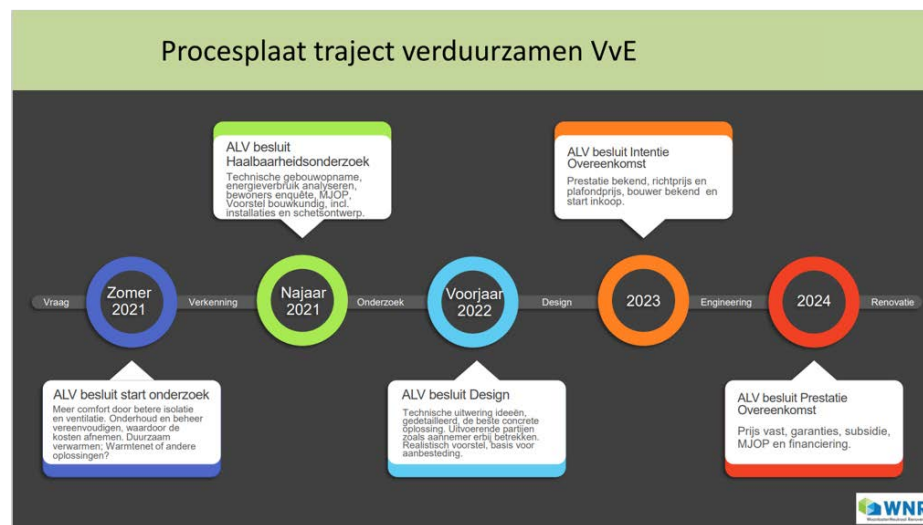 Procesplaat traject verduurzamen VvE
ALV besluit
Haalbaarheidsonderzoek
Technische gebouwopname,
energieverbruik analyseren,
bewoners enquête, MJOP,
Voorstel bouwkundig, incl.
installaties en schetsontwerp.
ALV besluit Intentie
Overeenkomst
Prestatie bekend, richtprijs en
plafondprijs, bouwer bekend en
start inkoop.
Vraag
Zomer
2021
Verkenning
Najaar
2021
Onderzoek
Voorjaar
2022
Design
2023
Engineering
2024
Renovatie
ALV besluit start onderzoek
Meer comfort door betere isolatie
en ventilatie. Onderhoud en beheer
vereenvoudigen, waardoor de
kosten afnemen. Duurzaam
verwarmen; Warmtenet of andere
oplossingen?
ALV besluit Design
Technische uitwering ideeën,
gedetailleerd, de beste concrete
oplossing. Uitvoerende partijen
zoals aannemer erbij betrekken.
Realistisch voorstel, basis voor
aanbesteding.
ALV besluit Prestatie
Overeenkomst
Prijs vast, garanties, subsidie,
MJOP en financiering.